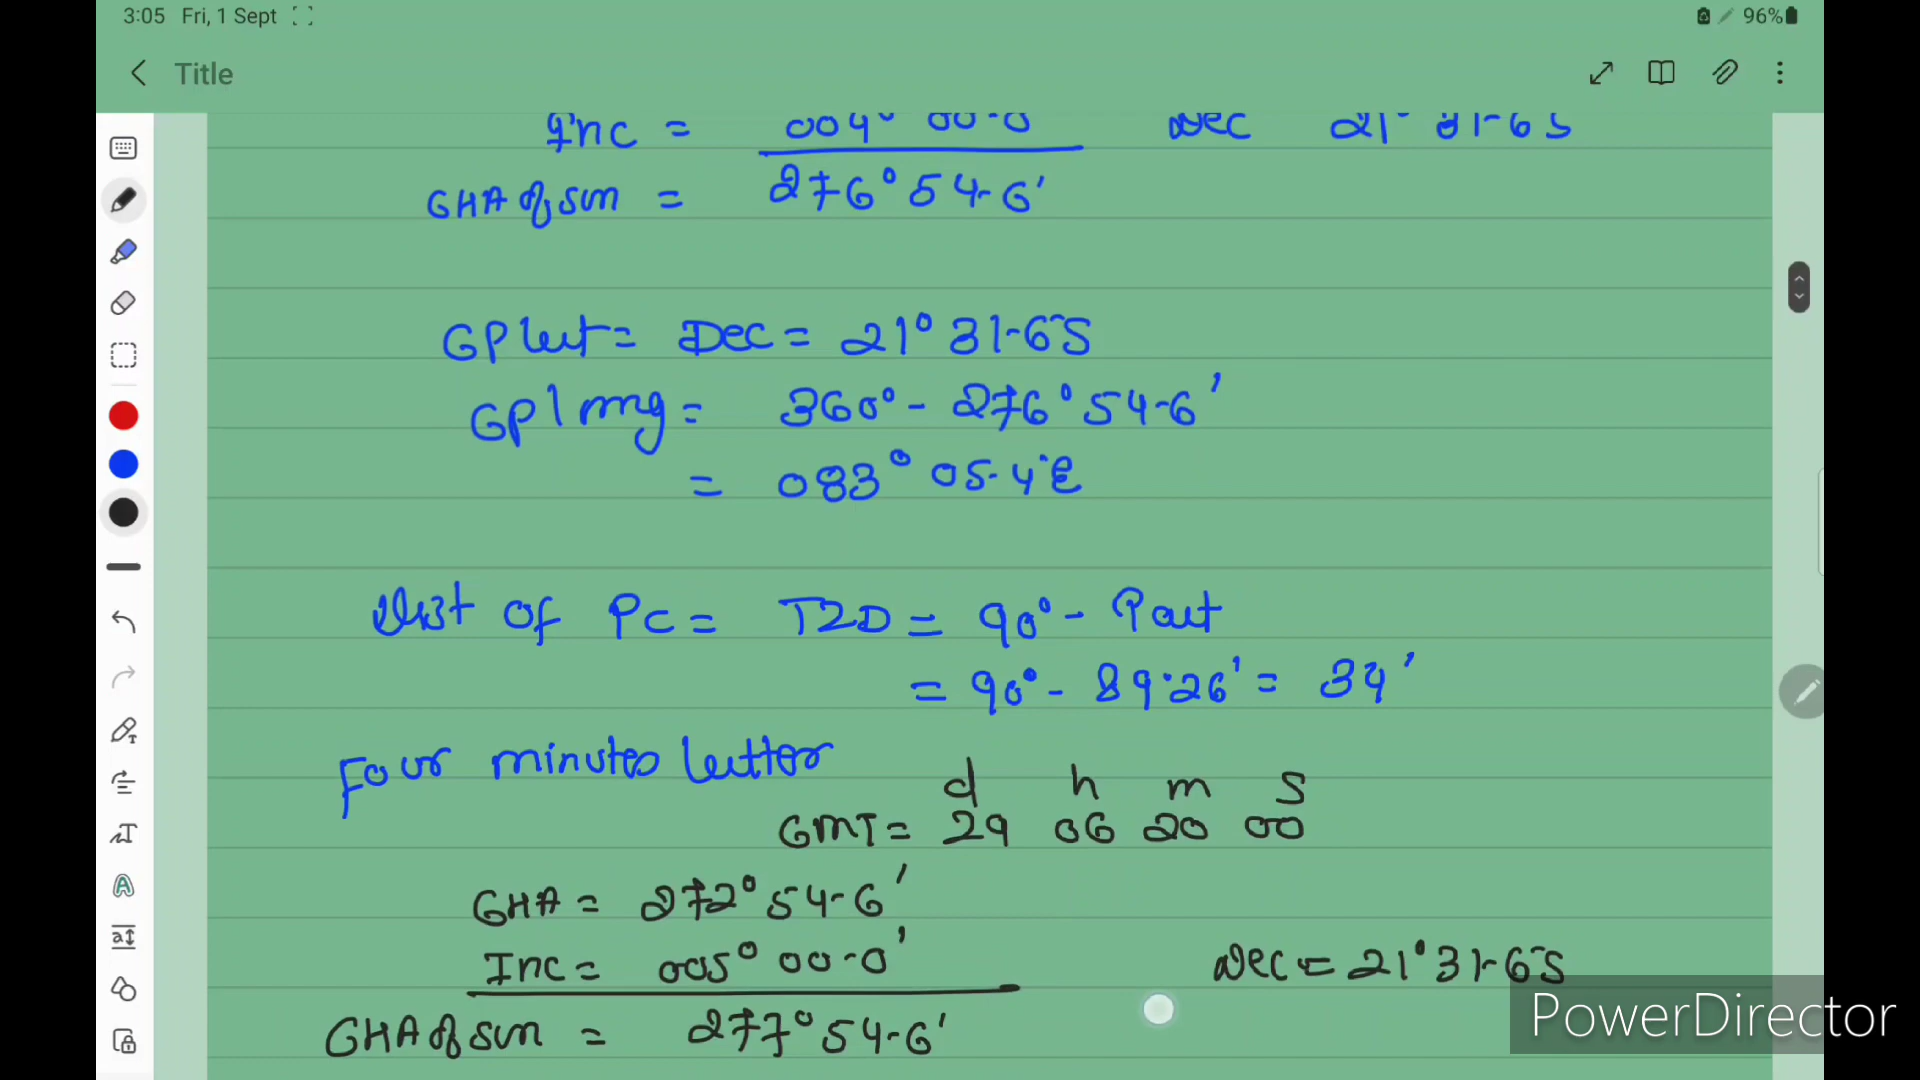 3:05 Fri, 1 Sept 96%
Title
Inc = 004° 00.0 Dec 21° 31.6 S
GHA of sun = 276° 54.6'
GP lat = Dec = 21° 31.6'S
GP long = 360° - 276° 54.6'
= 083° 05.4'E
Dist of PC = TZD = 90° - T alt
= 90° - 89° 26' = 34'
Four minutes latter
d h m s
GMT = 29 06 20 00
GHA = 272° 54.6'
Inc = 005° 00.0' Dec = 21° 31.6'S
GHA of sun = 277° 54.6'
PowerDirector